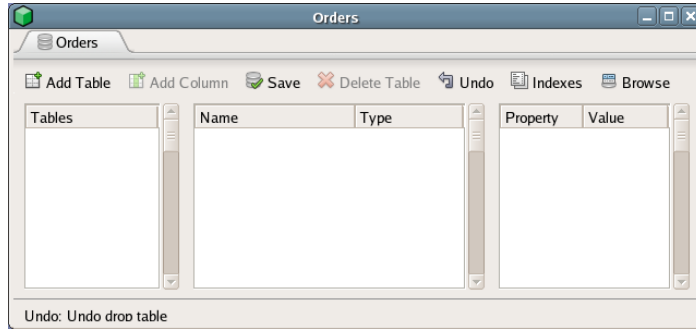 Orders
Orders
Add Table Add Column Save Delete Table Undo Indexes Browse
Tables Name Type Property Value
Undo: Undo drop table